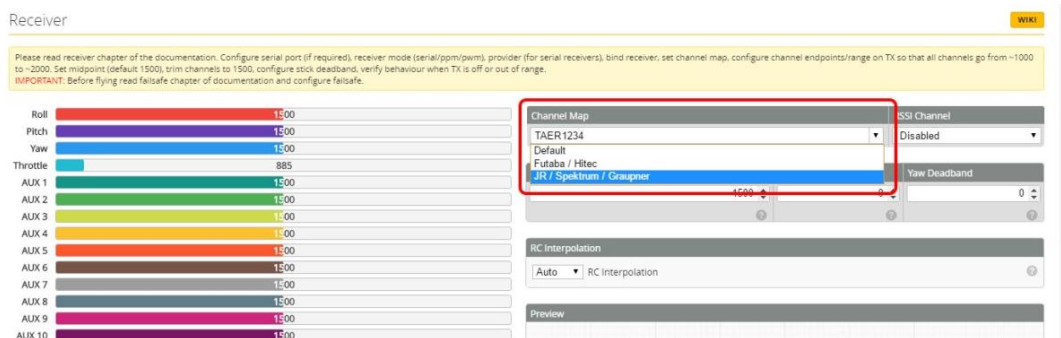 Receiver
WIKI
Please read receiver chapter of the documentation. Configure serial port (if required), receiver mode (serial/ppm/pwm), provider (for serial receivers), bind receiver, set channel map, configure channel endpoints/range on TX so that all channels go from ~1000
to ~2000. Set midpoint (default 1500), trim channels to 1500, configure stick deadband, verify behaviour when TX is off or out of range.
IMPORTANT: Before flying read failsafe chapter of documentation and configure failsafe.
Roll 1500
Pitch 1500
Yaw 1500
Throttle 885
AUX 1 1500
AUX 2 1500
AUX 3 1500
AUX 4 1500
AUX 5 1500
AUX 6 1500
AUX 7 1500
AUX 8 1500
AUX 9 1500
AUX 10 1500
Channel Map
RSSI Channel
TAER1234
Disabled
Default
Futaba / Hitec
JR / Spektrum / Graupner
Yaw Deadband
1500
0
0
RC Interpolation
Auto RC Interpolation
Preview